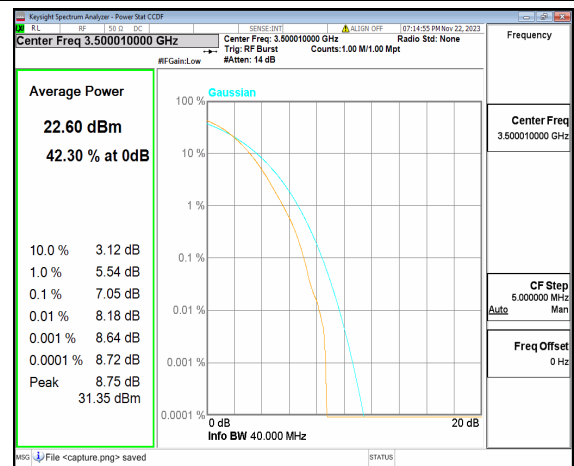 Keysight Spectrum Analyzer - Power Stat CCDF
RL RF 50 Ω DC SENSE:INT ALIGN OFF 07:14:55 PM Nov 22, 2023
Center Freq 3.500010000 GHz
Center Freq: 3.500010000 GHz Radio Std: None
Trig: RF Burst Counts:1.00 M/1.00 Mpt
#IFGain:Low #Atten: 14 dB
Frequency
Average Power
22.60 dBm
42.30 % at 0dB
10.0 % 3.12 dB
1.0 % 5.54 dB
0.1 % 7.05 dB
0.01 % 8.18 dB
0.001 % 8.64 dB
0.0001 % 8.72 dB
Peak 8.75 dB
31.35 dBm
Gaussian
100 %
10 %
1 %
0.1 %
0.01 %
0.001 %
0.0001 %
0 dB 20 dB
Info BW 40.000 MHz
Center Freq
3.500010000 GHz
CF Step
5.000000 MHz
Auto Man
Freq Offset
0 Hz
MSG File <capture.png> saved STATUS